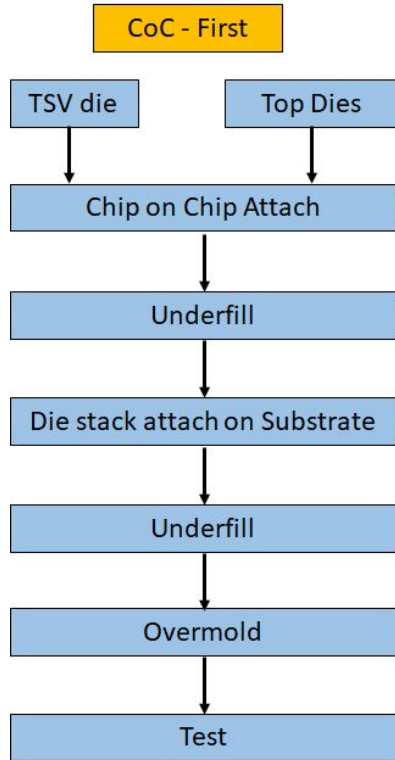 CoC - First
TSV die
Top Dies
Chip on Chip Attach
Underfill
Die stack attach on Substrate
Underfill
Overmold
Test